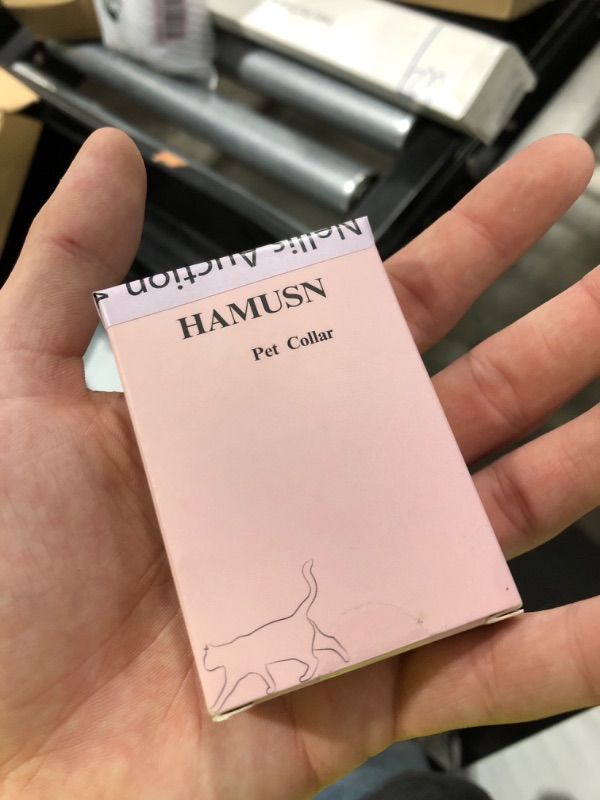 Nellis Auction
HAMUSN
Pet Collar